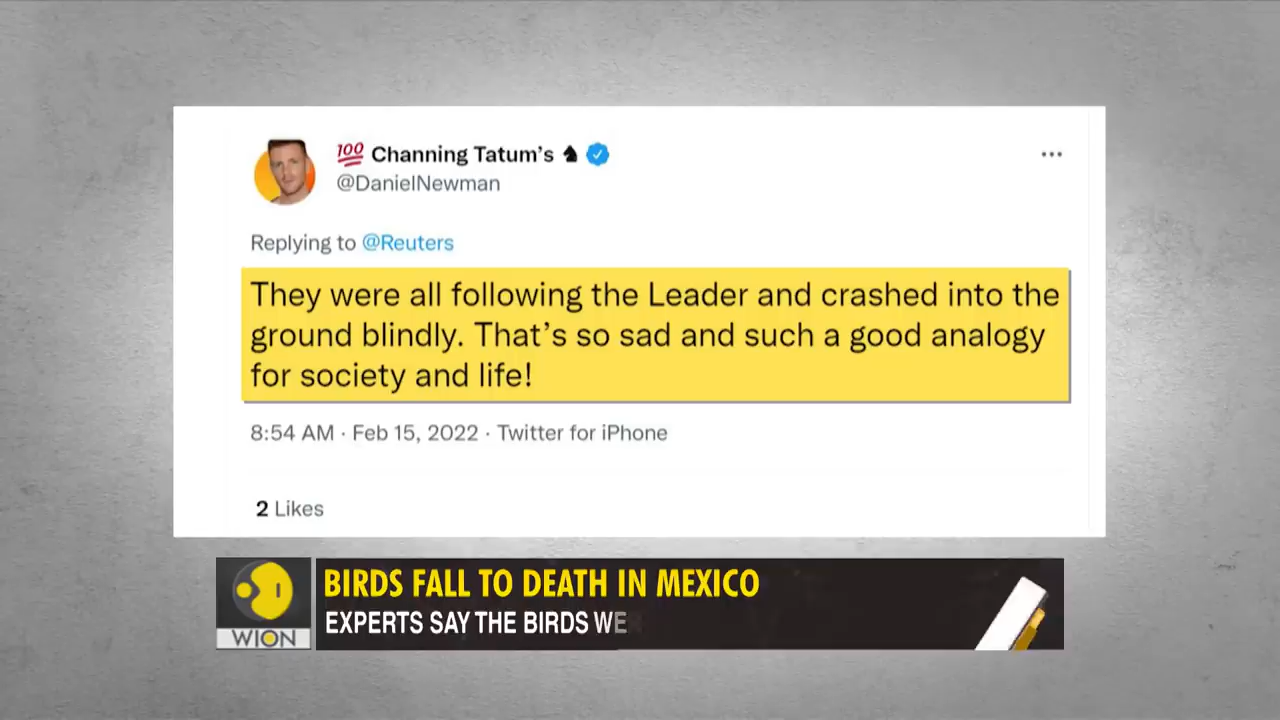 💯 Channing Tatum's ♞
@DanielNewman
Replying to @Reuters
They were all following the Leader and crashed into the
ground blindly. That's so sad and such a good analogy
for society and life!
8:54 AM · Feb 15, 2022 · Twitter for iPhone
2 Likes
BIRDS FALL TO DEATH IN MEXICO
EXPERTS SAY THE BIRDS WE
WION